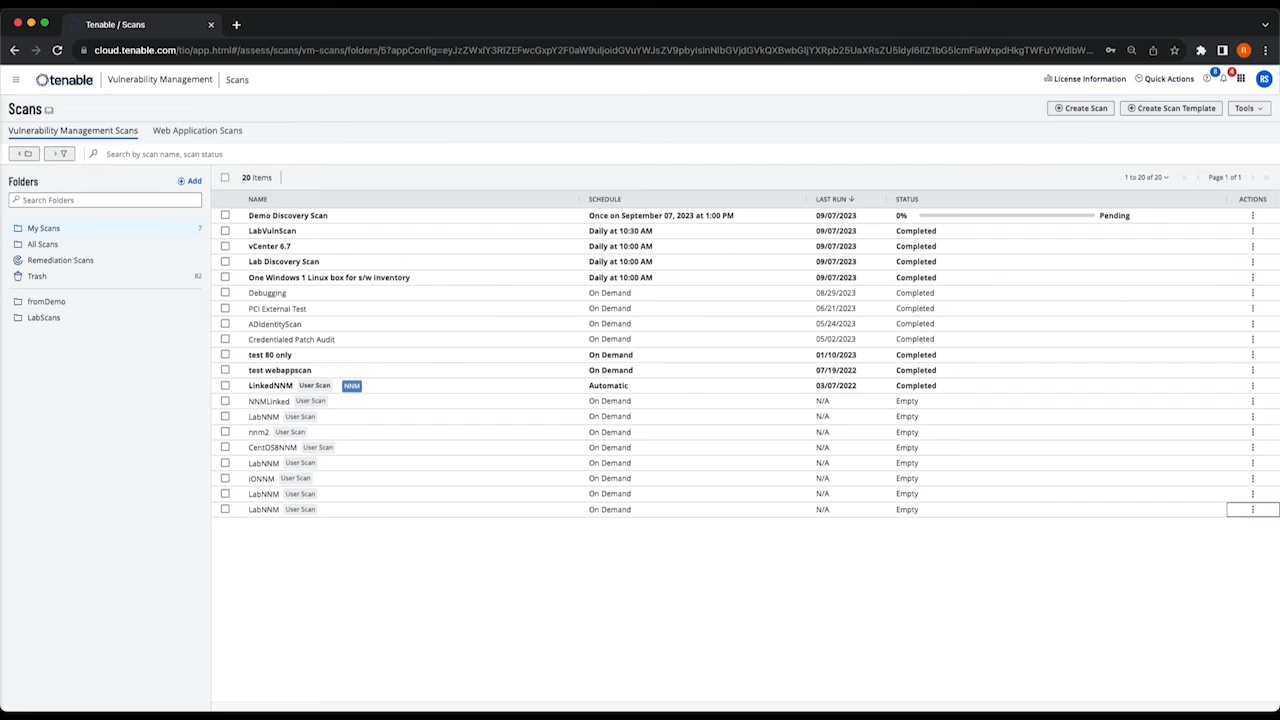 Tenable / Scans
cloud.tenable.com/tio/app.html#/assess/scans/vm-scans/folders/5?appConfig=
tenable Vulnerability Management Scans License Information Quick Actions 8 4 RS
Scans Create Scan Create Scan Template Tools
Vulnerability Management Scans Web Application Scans
Search by scan name, scan status
Folders Add 20 Items 1 to 20 of 20 Page 1 of 1
Search Folders NAME SCHEDULE LAST RUN STATUS ACTIONS
My Scans 7
All Scans
Remediation Scans
Trash 82
fromDemo
LabScans
Demo Discovery Scan Once on September 07, 2023 at 1:00 PM 09/07/2023 0% Pending
LabVulnScan Daily at 10:30 AM 09/07/2023 Completed
vCenter 6.7 Daily at 10:00 AM 09/07/2023 Completed
Lab Discovery Scan Daily at 10:00 AM 09/07/2023 Completed
One Windows 1 Linux box for s/w inventory Daily at 10:00 AM 09/07/2023 Completed
Debugging On Demand 08/29/2023 Completed
PCI External Test On Demand 06/21/2023 Completed
ADIdentityScan On Demand 05/24/2023 Completed
Credentialed Patch Audit On Demand 05/02/2023 Completed
test 80 only On Demand 01/10/2023 Completed
test webappscan On Demand 07/19/2022 Completed
LinkedNNM User Scan NNM Automatic 03/07/2022 Completed
NNMLinked User Scan On Demand N/A Empty
LabNNM User Scan On Demand N/A Empty
nnm2 User Scan On Demand N/A Empty
CentOS8NNM User Scan On Demand N/A Empty
LabNNM User Scan On Demand N/A Empty
IONNM User Scan On Demand N/A Empty
LabNNM User Scan On Demand N/A Empty
LabNNM User Scan On Demand N/A Empty